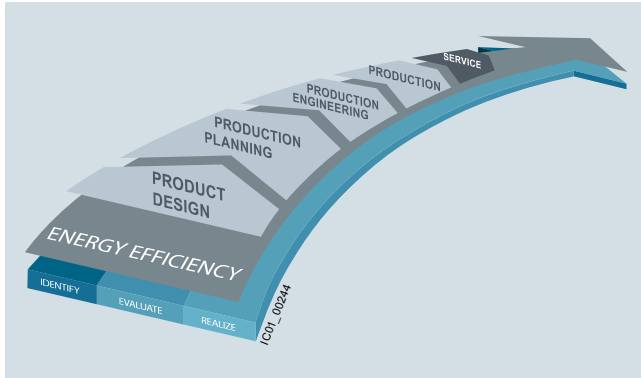 SERVICE
PRODUCTION
PRODUCTION
ENGINEERING
PRODUCTION
PLANNING
PRODUCT
DESIGN
ENERGY EFFICIENCY
IDENTIFY
EVALUATE
REALIZE
IC01_00244